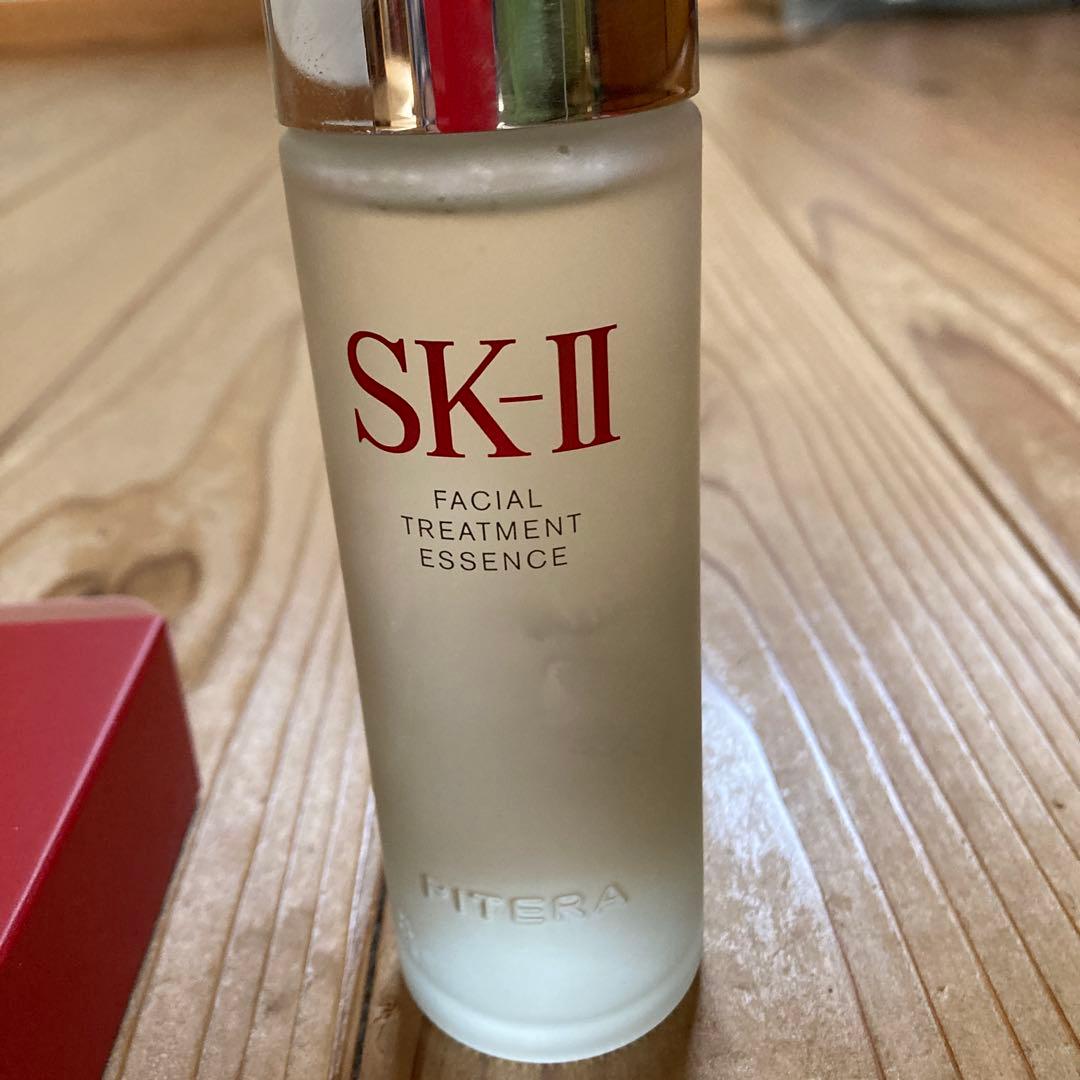 SK-II
FACIAL
TREATMENT
ESSENCE
PITERA